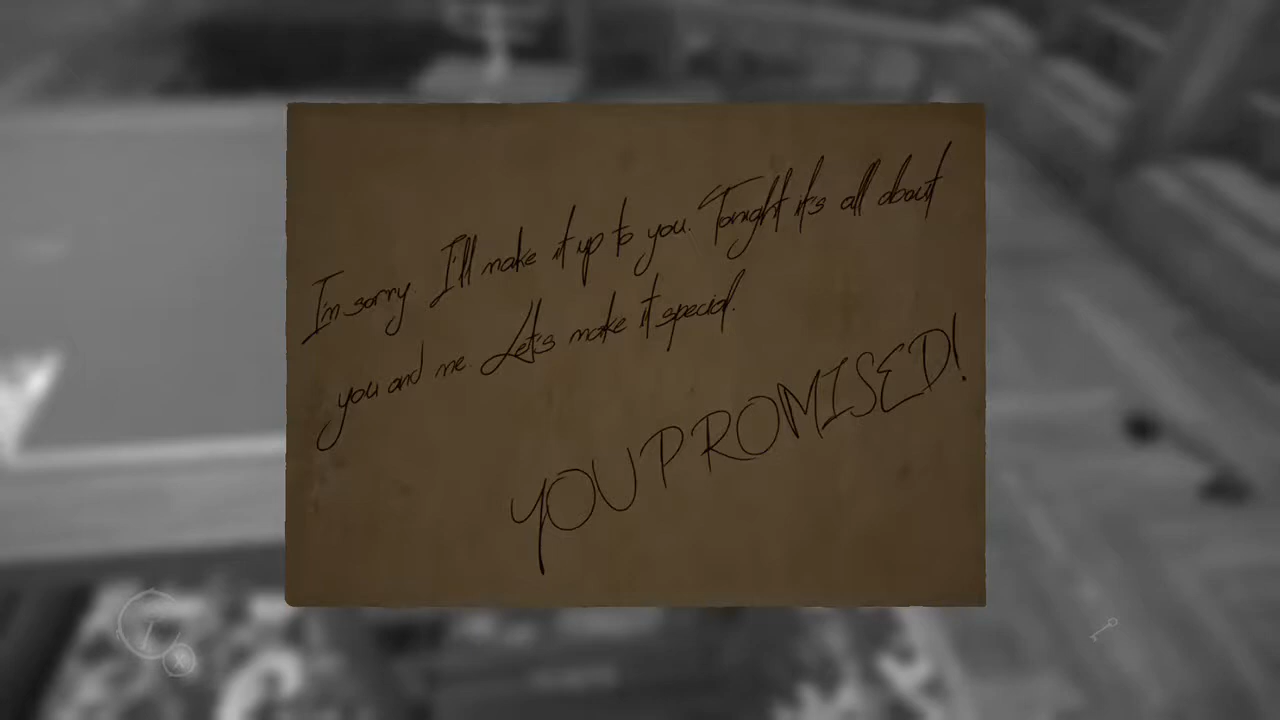 I'm sorry. I'll make it up to you. Tonight it's all about
you and me. Let's make it special.
YOU PROMISED!